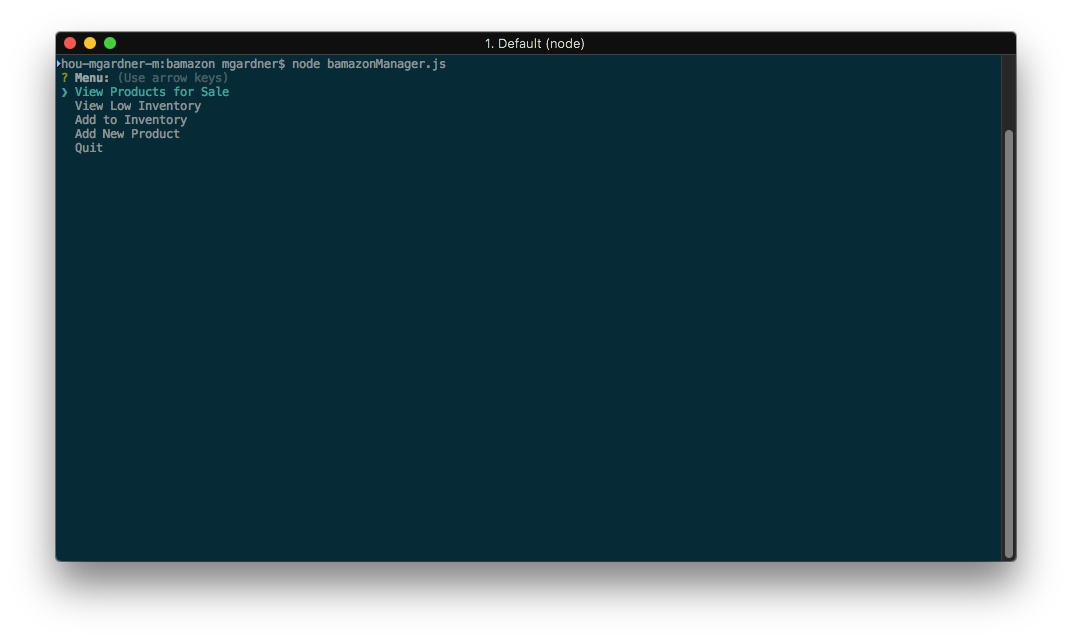 1. Default (node)
hou-mgardner-m:bamazon mgardner$ node bamazonManager.js
? Menu: (Use arrow keys)
❯ View Products for Sale
View Low Inventory
Add to Inventory
Add New Product
Quit